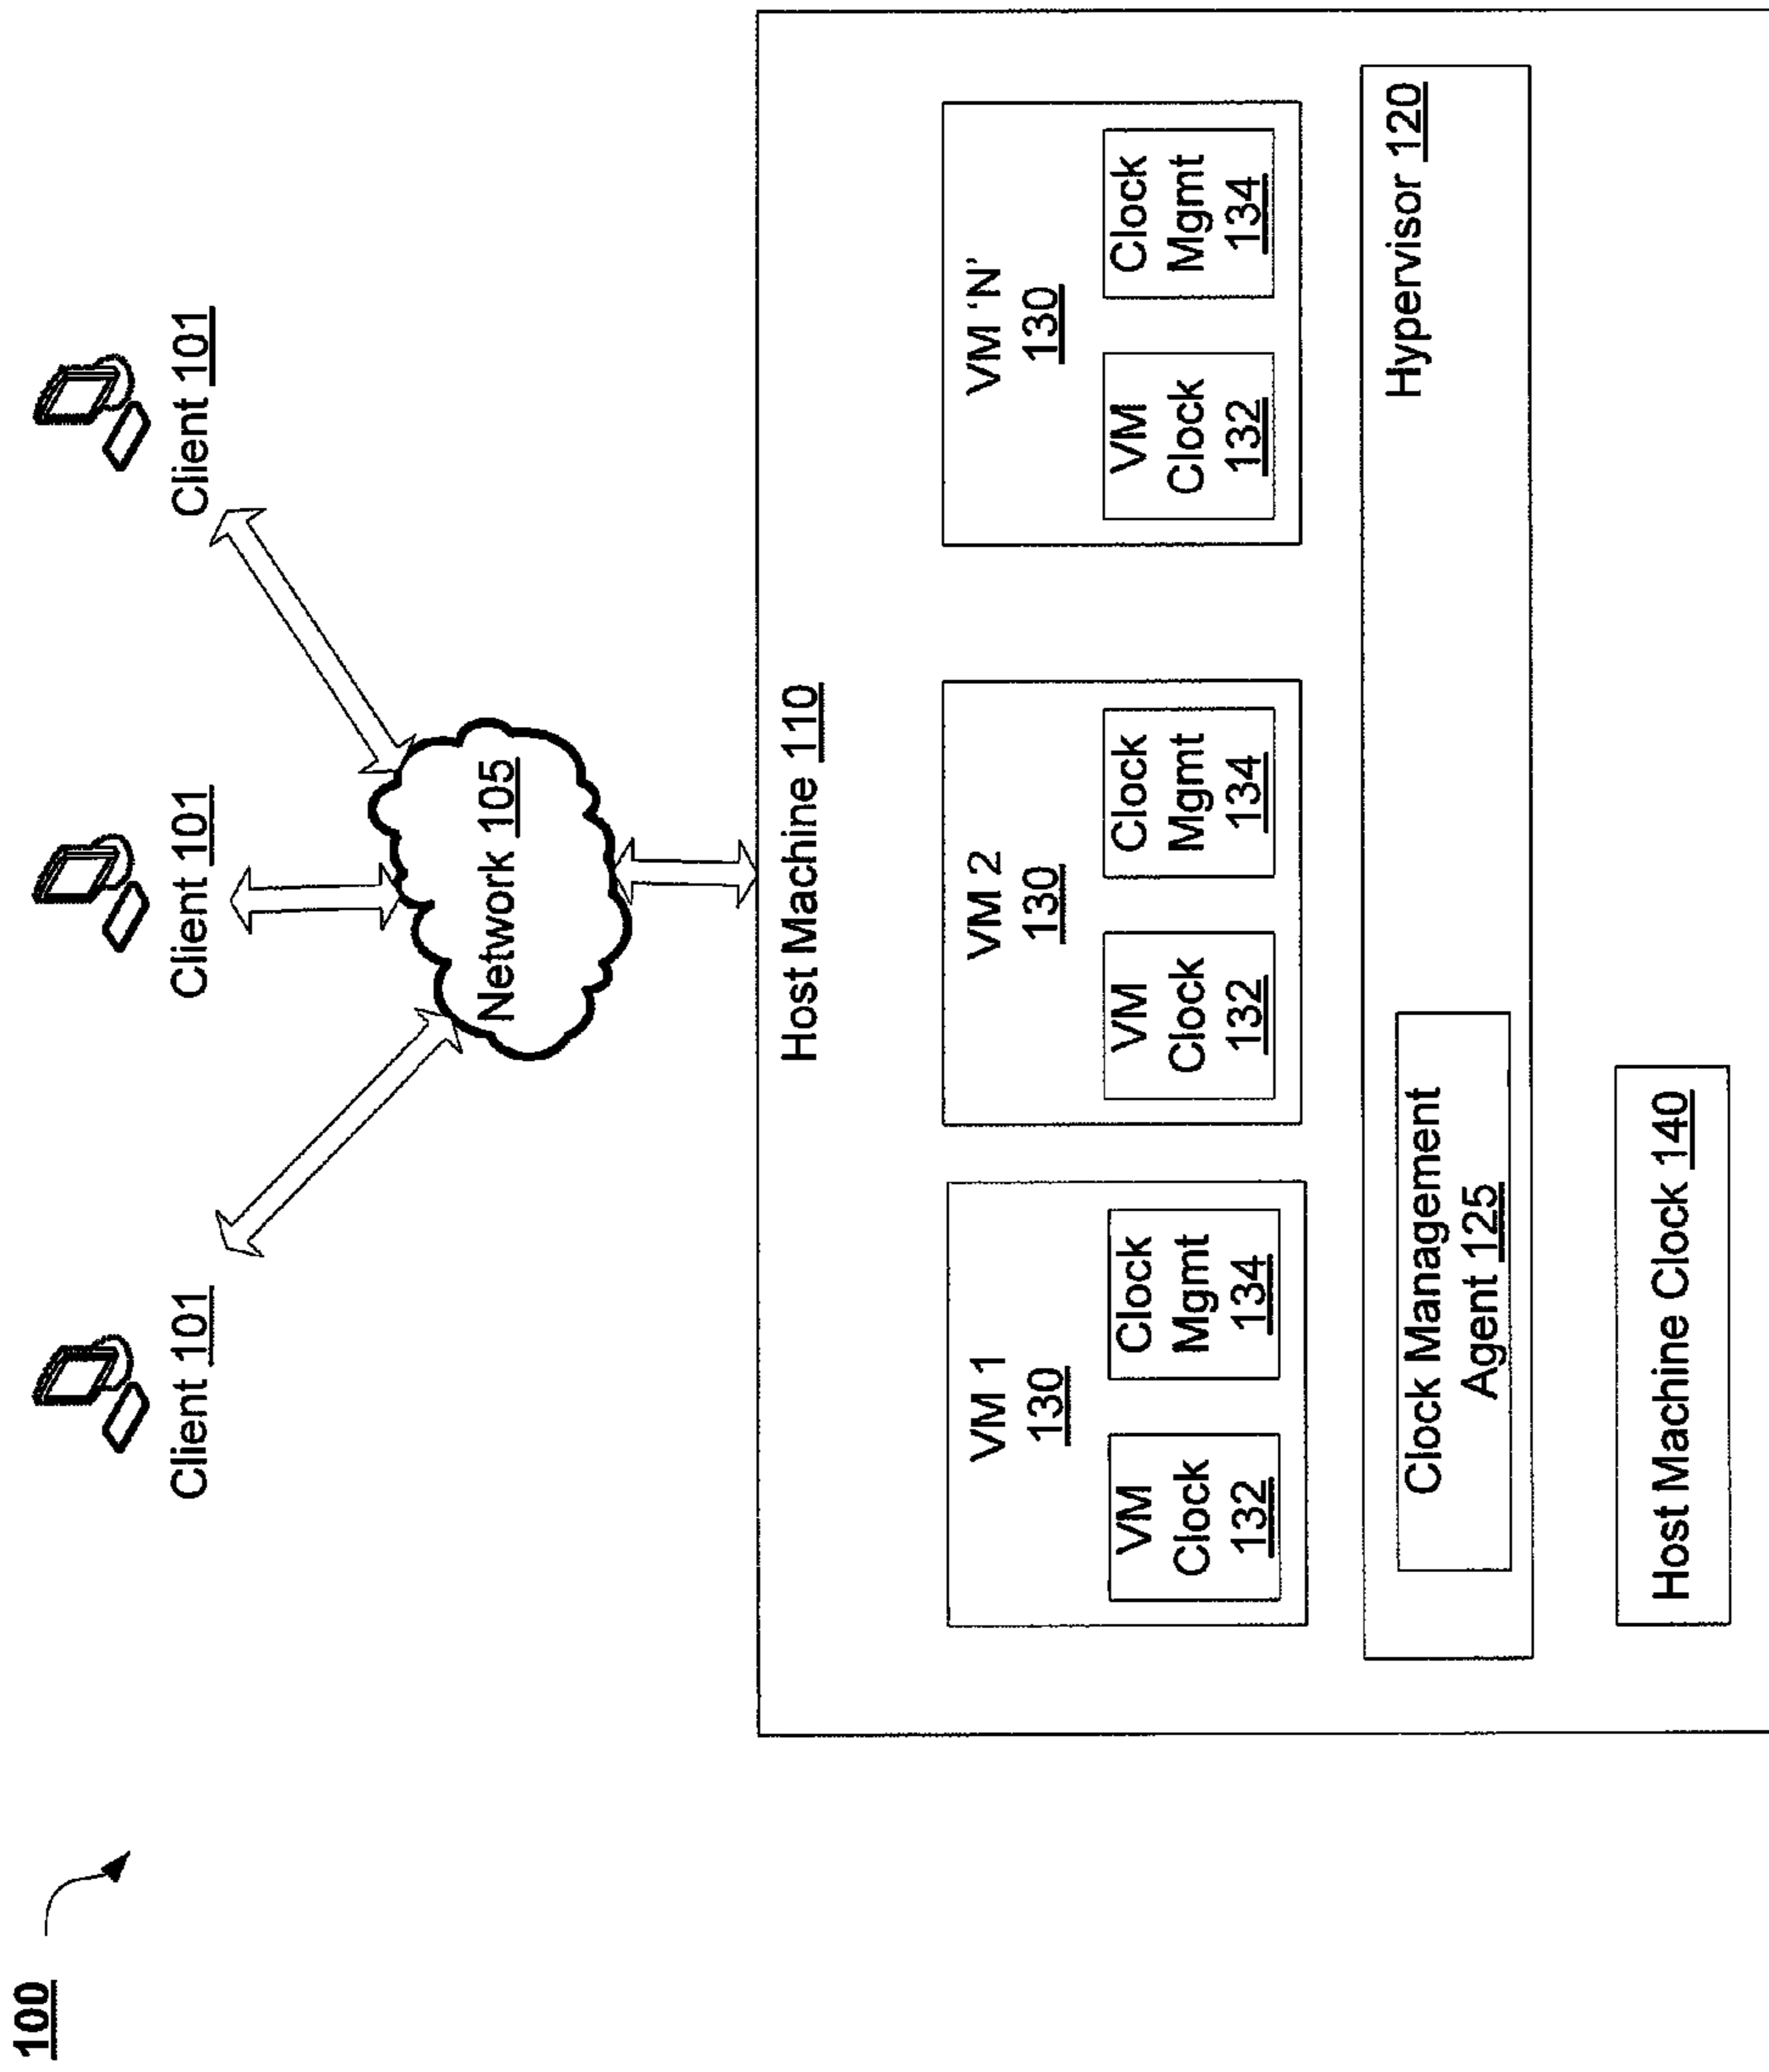 100
Client 101
Client 101
Client 101
Network 105
Host Machine 110
VM 1
130
VM
Clock
132
Clock
Mgmt
134
VM 2
130
VM
Clock
132
Clock
Mgmt
134
VM ‘N’
130
VM
Clock
132
Clock
Mgmt
134
Clock Management
Agent 125
Hypervisor 120
Host Machine Clock 140